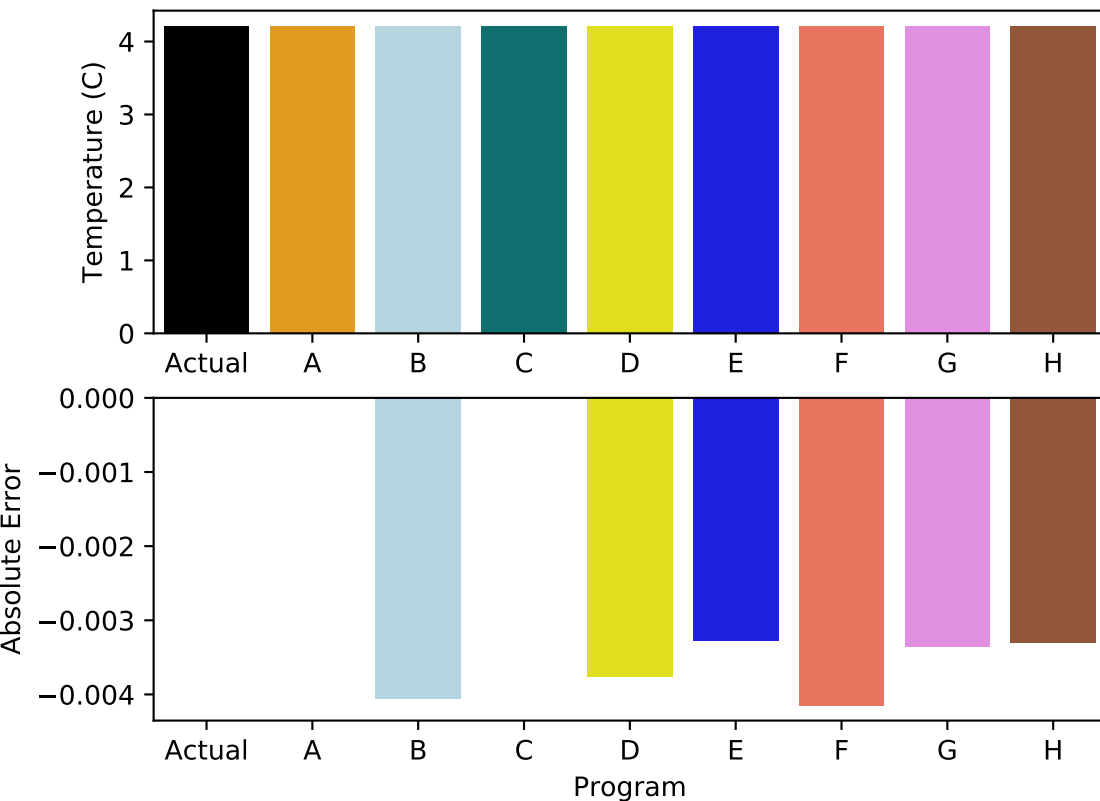 Temperature (C)
4
3
2
1
0
Actual A B C D E F G H
Absolute Error
0.000
−0.001
−0.002
−0.003
−0.004
Actual A B C D E F G H
Program